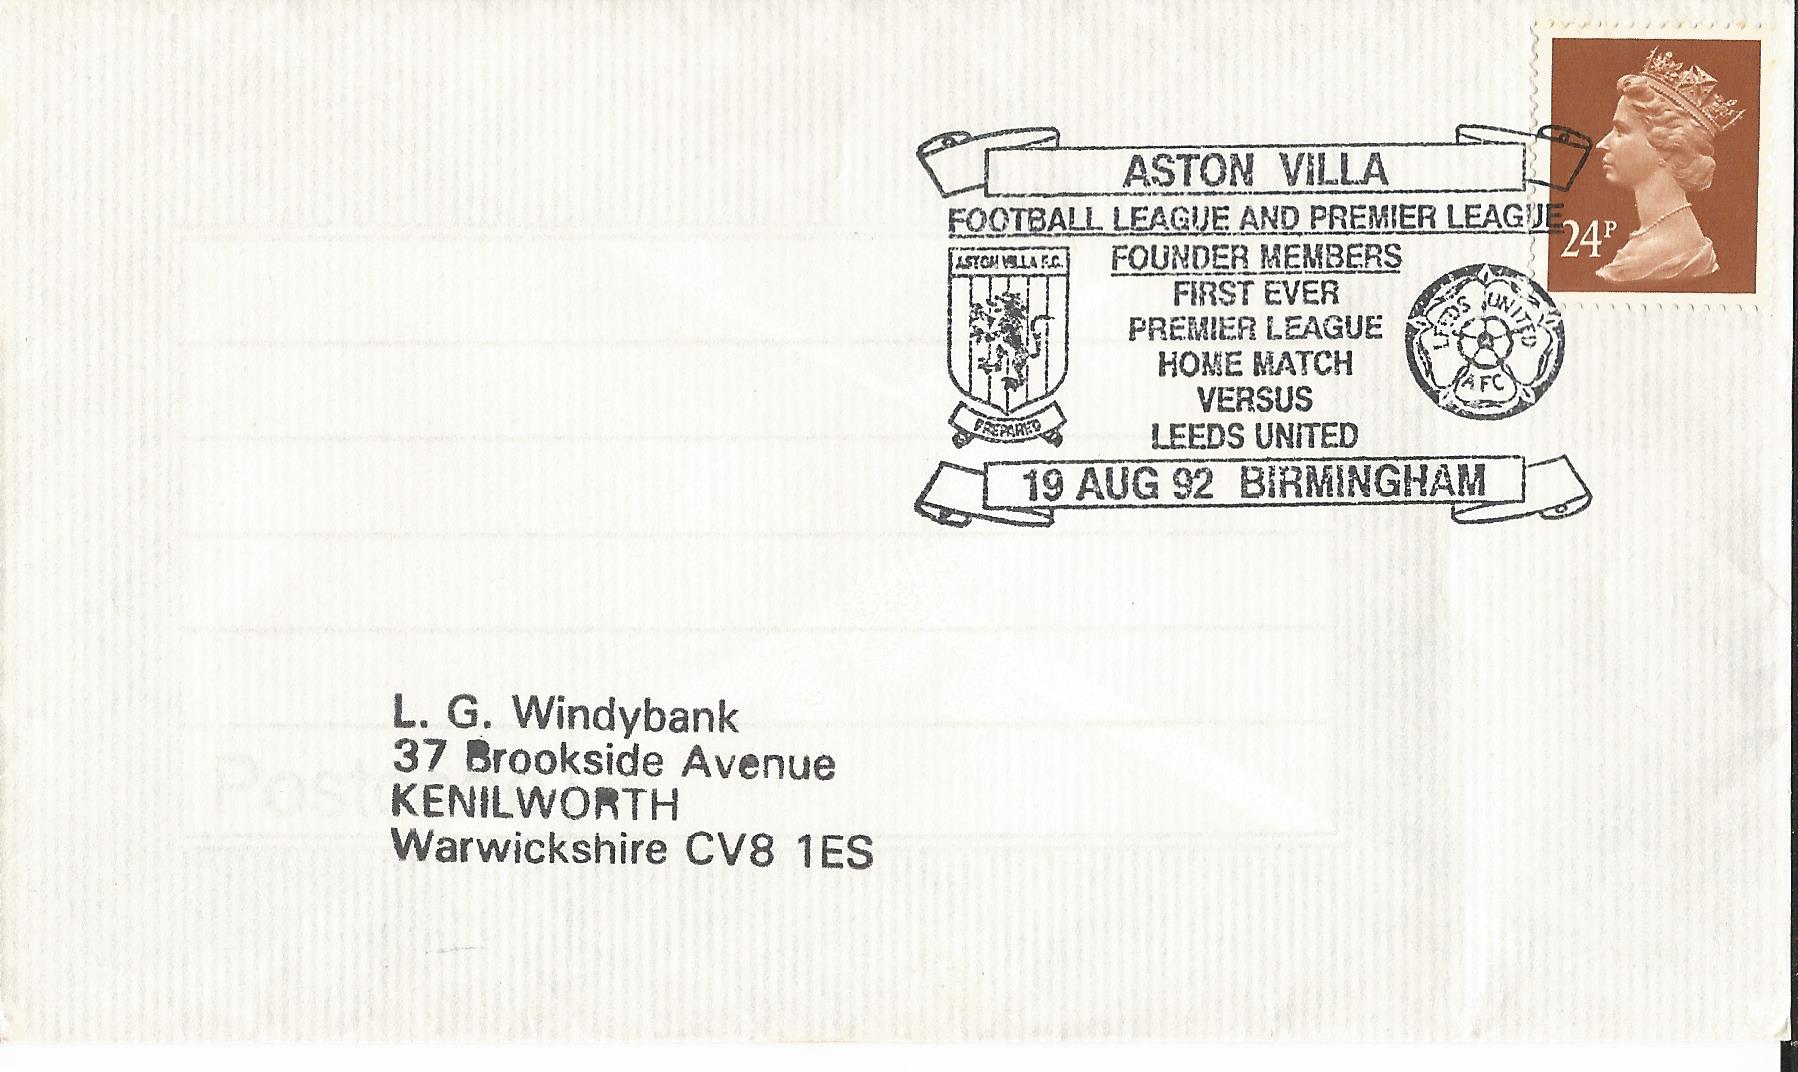 ASTON VILLA
FOOTBALL LEAGUE AND PREMIER LEAGUE
FOUNDER MEMBERS
FIRST EVER
PREMIER LEAGUE
HOME MATCH
VERSUS
LEEDS UNITED
19 AUG 92 BIRMINGHAM
ASTON VILLA F.C.
PREPARED
LEEDS UNITED
AFC
24P
L. G. Windybank
37 Brookside Avenue
KENILWORTH
Warwickshire CV8 1ES